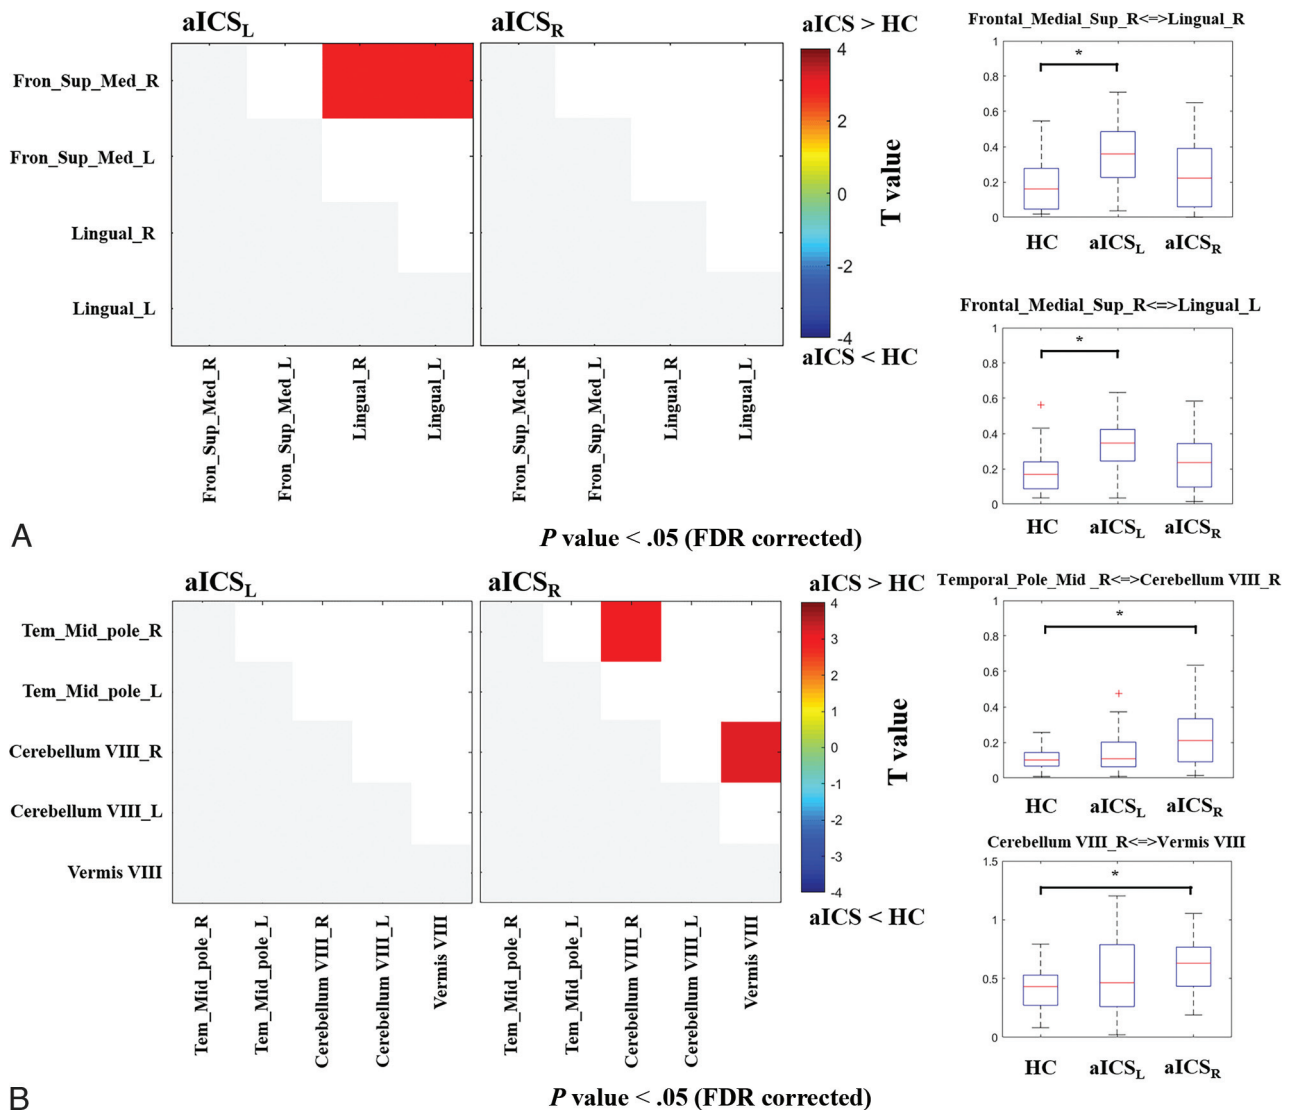 aICSL
aICSR
aICS > HC
Fron_Sup_Med_R
Fron_Sup_Med_L
Lingual_R
Lingual_L
Fron_Sup_Med_R
Fron_Sup_Med_L
Lingual_R
Lingual_L
Fron_Sup_Med_R
Fron_Sup_Med_L
Lingual_R
Lingual_L
4
2
0
-2
-4
T value
aICS < HC
Frontal_Medial_Sup_R<=>Lingual_R
1
0.8
0.6
0.4
0.2
0
*
HC aICSL aICSR
Frontal_Medial_Sup_R<=>Lingual_L
1
0.8
0.6
0.4
0.2
0
*
HC aICSL aICSR
A
P value < .05 (FDR corrected)
aICSL
aICSR
aICS > HC
Tem_Mid_pole_R
Tem_Mid_pole_L
Cerebellum VIII_R
Cerebellum VIII_L
Vermis VIII
Tem_Mid_pole_R
Tem_Mid_pole_L
Cerebellum VIII_R
Cerebellum VIII_L
Vermis VIII
Tem_Mid_pole_R
Tem_Mid_pole_L
Cerebellum VIII_R
Cerebellum VIII_L
Vermis VIII
4
3
2
1
0
-1
-2
-3
-4
T value
aICS < HC
Temporal_Pole_Mid _R<=>Cerebellum VIII_R
1
0.8
0.6
0.4
0.2
0
*
HC aICSL aICSR
Cerebellum VIII_R<=>Vermis VIII
1.5
1
0.5
0
*
HC aICSL aICSR
B
P value < .05 (FDR corrected)